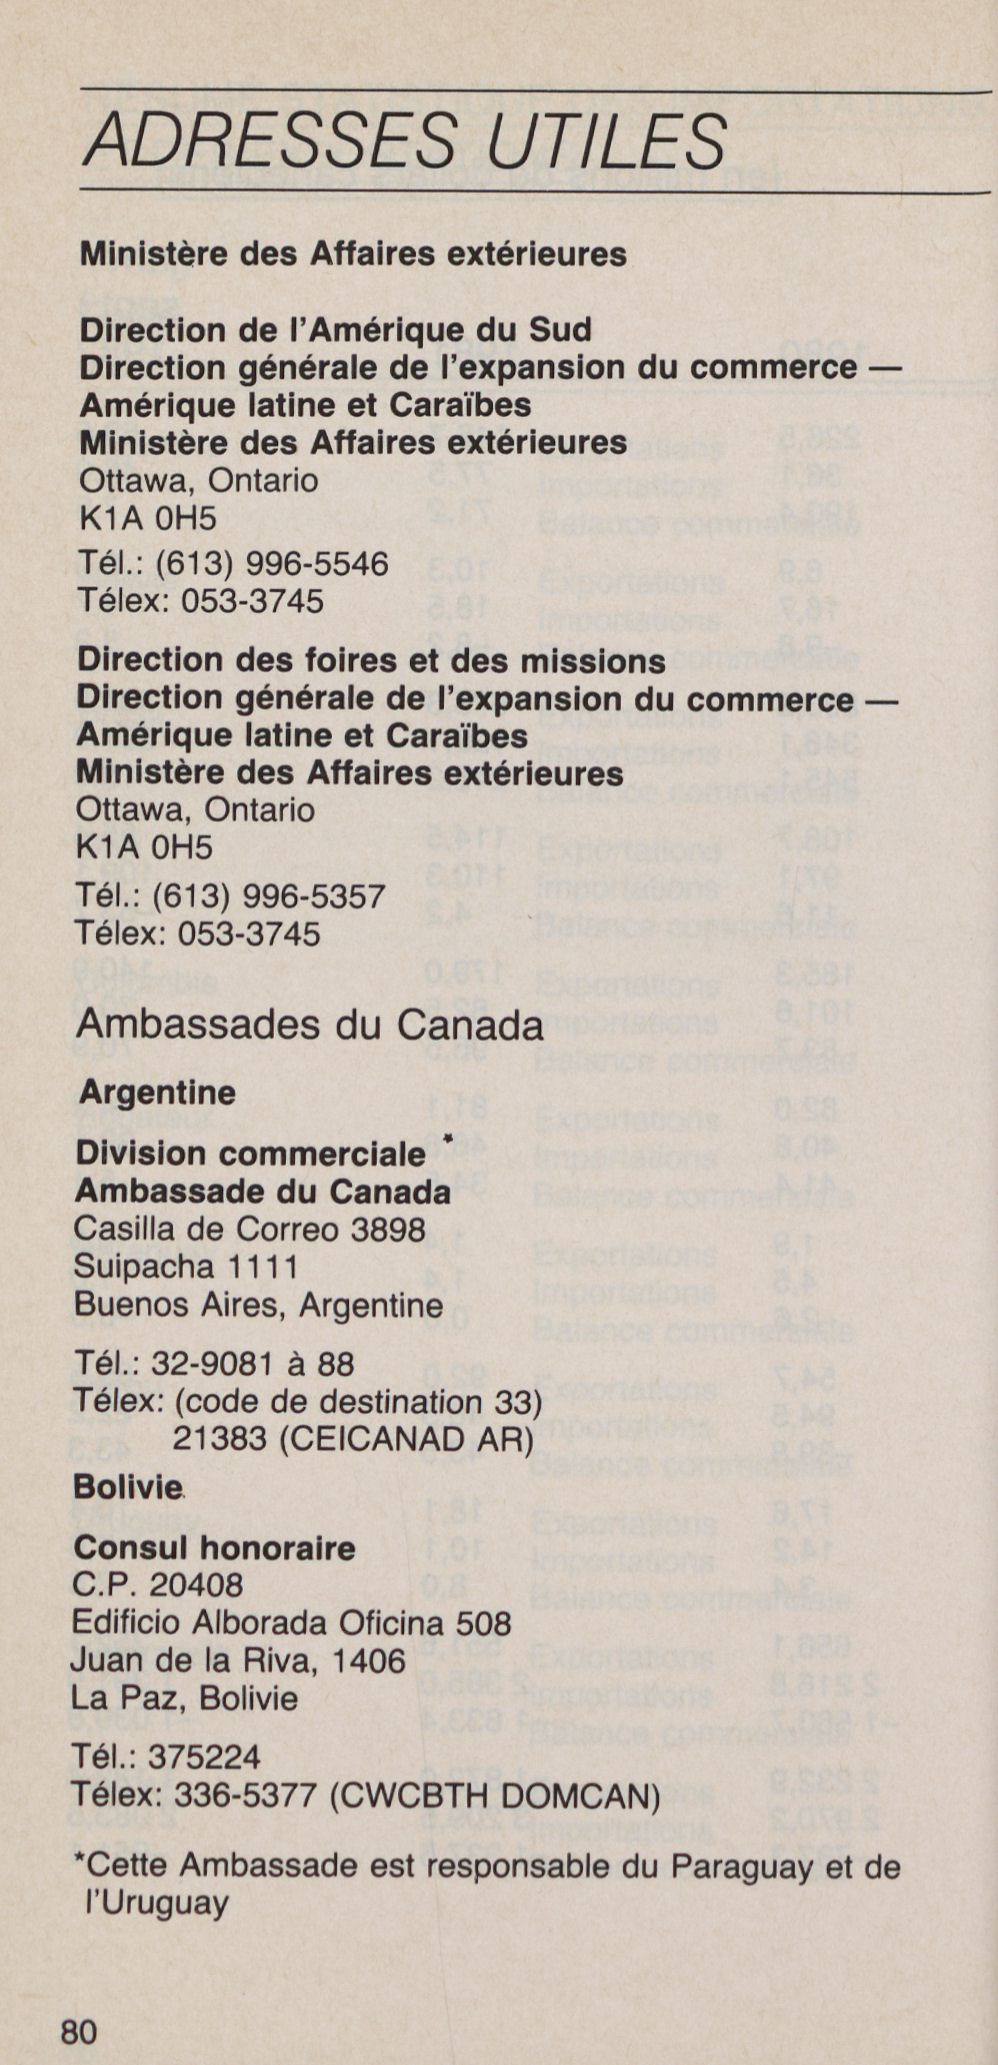 ADRESSES UTILES
Ministère des Affaires extérieures
Direction de l'Amérique du Sud
Direction générale de l'expansion du commerce —
Amérique latine et Caraïbes
Ministère des Affaires extérieures
Ottawa, Ontario
K1A 0H5
Tél.: (613) 996-5546
Télex: 053-3745
Direction des foires et des missions
Direction générale de l'expansion du commerce —
Amérique latine et Caraïbes
Ministère des Affaires extérieures
Ottawa, Ontario
K1A 0H5
Tél.: (613) 996-5357
Télex: 053-3745
Ambassades du Canada
Argentine
Division commerciale *
Ambassade du Canada
Casilla de Correo 3898
Suipacha 1111
Buenos Aires, Argentine
Tél.: 32-9081 à 88
Télex: (code de destination 33)
21383 (CEICANAD AR)
Bolivie
Consul honoraire
C.P. 20408
Edificio Alborada Oficina 508
Juan de la Riva, 1406
La Paz, Bolivie
Tél.: 375224
Télex: 336-5377 (CWCBTH DOMCAN)
*Cette Ambassade est responsable du Paraguay et de
l'Uruguay
80